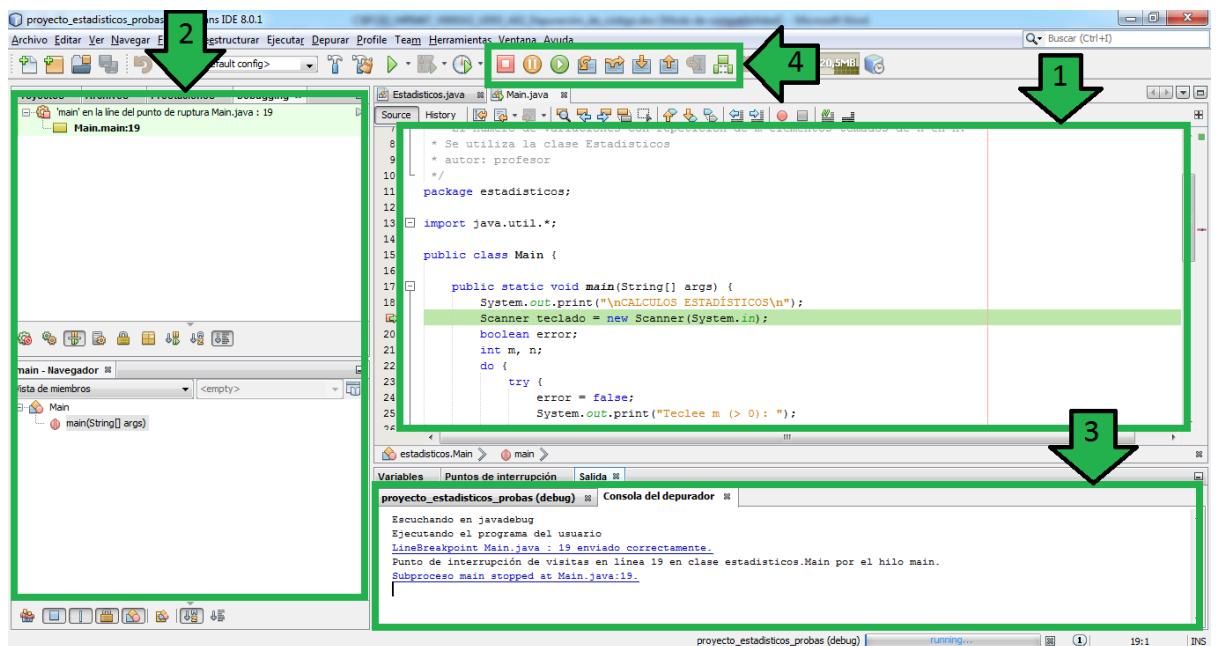 proyecto_estadisticos_probas ns IDE 8.0.1
Archivo Editar Ver Navegar estructurar Ejecutar Depurar Profile Team Herramientas Ventana Ayuda
Buscar (Ctrl+I)
2
4
1
3
fault config>
20,5MB
Debugging
'main' en la líne del punto de ruptura Main.java : 19
Main.main:19
main - Navegador
Vista de miembros
<empty>
Main
main(String[] args)
Estadisticos.java
Main.java
Source
History
7
8 * Se utiliza la clase Estadisticos
9 * autor: profesor
10 */
11 package estadisticos;
12
13 import java.util.*;
14
15 public class Main {
16
17 public static void main(String[] args) {
18 System.out.print("\nCALCULOS ESTADÍSTICOS\n");
Scanner teclado = new Scanner(System.in);
20 boolean error;
21 int m, n;
22 do {
23 try {
24 error = false;
25 System.out.print("Teclee m (> 0): ");
26
estadisticos.Main
main
Variables
Puntos de interrupción
Salida
proyecto_estadisticos_probas (debug)
Consola del depurador
Escuchando en javadebug
Ejecutando el programa del usuario
LineBreakpoint Main.java : 19 enviado correctamente.
Punto de interrupción de visitas en línea 19 en clase estadisticos.Main por el hilo main.
Subproceso main stopped at Main.java:19.
proyecto_estadisticos_probas (debug)
running...
1
19:1
INS